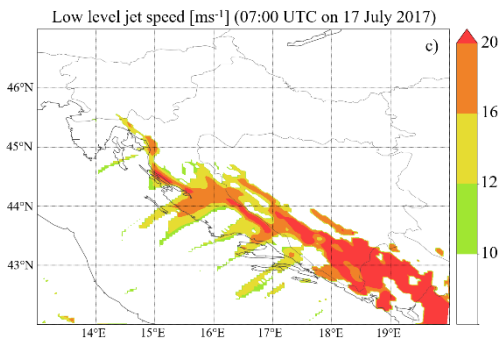 Low level jet speed [ms⁻¹] (07:00 UTC on 17 July 2017)
c)
20
16
12
10
46°N
45°N
44°N
43°N
14°E 15°E 16°E 17°E 18°E 19°E